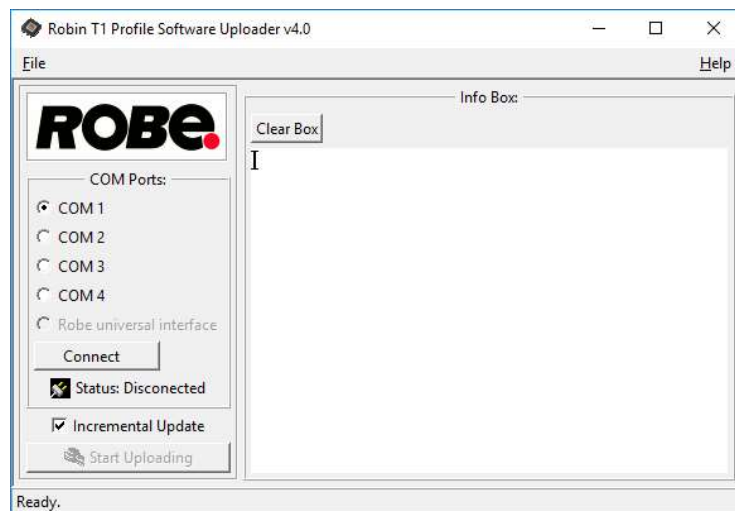 Robin T1 Profile Software Uploader v4.0
File
Help
ROBE
COM Ports:
COM 1
COM 2
COM 3
COM 4
Robe universal interface
Connect
Status: Disconected
Incremental Update
Start Uploading
Info Box:
Clear Box
Ready.